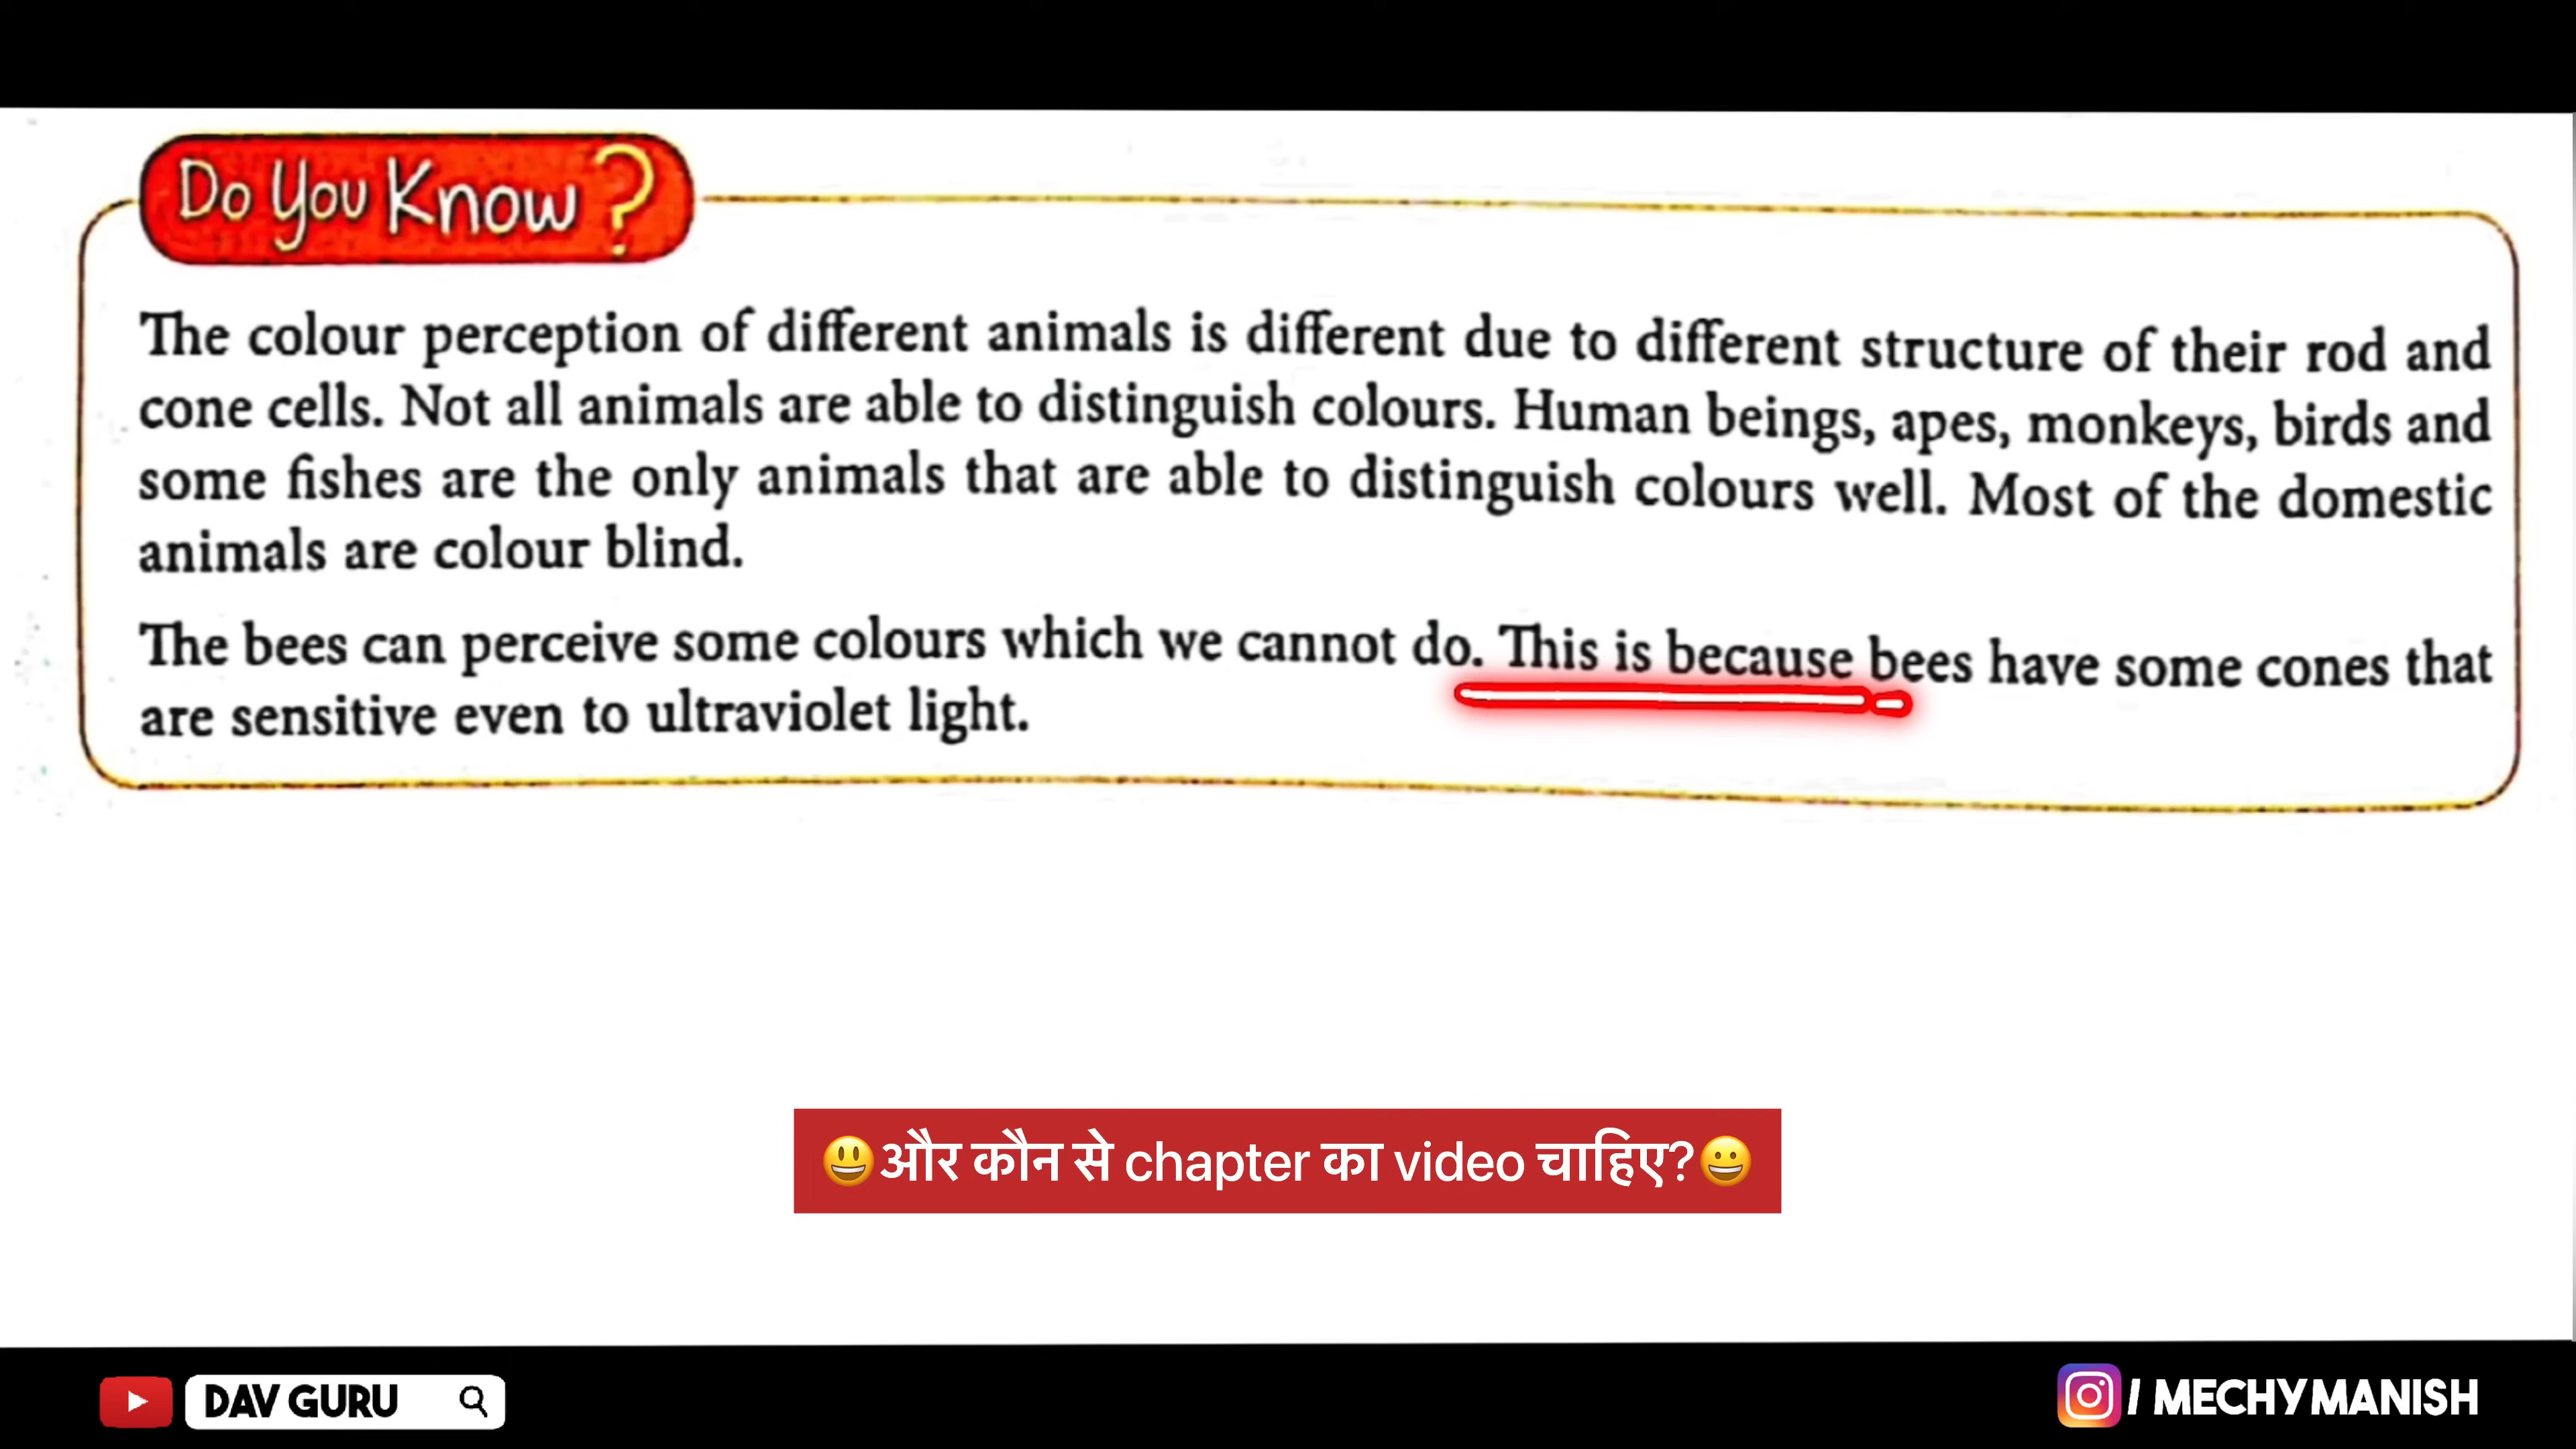 Do You Know?
The colour perception of different animals is different due to different structure of their rod and
cone cells. Not all animals are able to distinguish colours. Human beings, apes, monkeys, birds and
some fishes are the only animals that are able to distinguish colours well. Most of the domestic
animals are colour blind.
The bees can perceive some colours which we cannot do. This is because bees have some cones that
are sensitive even to ultraviolet light.
😃और कौन से chapter का video चाहिए?😀
DAV GURU
/ MECHYMANISH